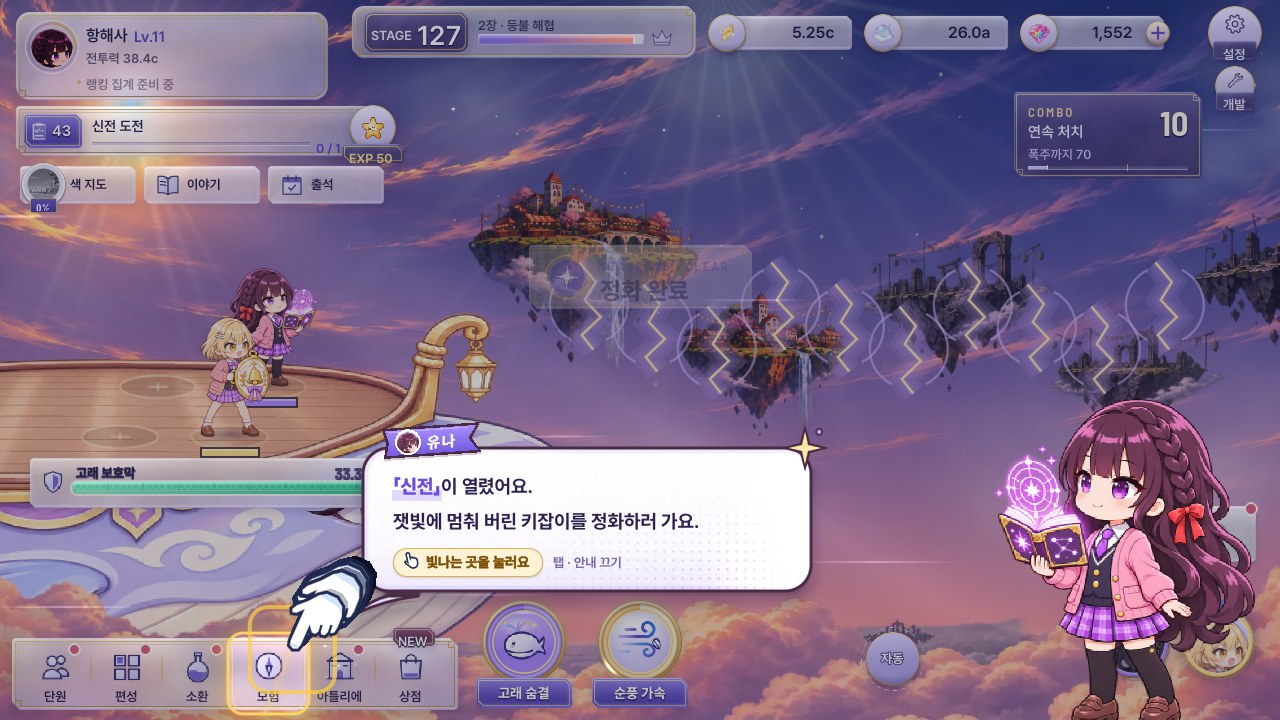 항해사 Lv.11
전투력 38.4c
랭킹 집계 준비 중
STAGE 127
2장 · 등불 해협
5.25c
26.0a
1,552
설정
개발
43
신전 도전
0 / 1
EXP 50
색 지도
0%
이야기
출석
COMBO
연속 처치
10
폭주까지 70
CLEAR
정화 완료
고래 보호막
33.3
유나
「신전」이 열렸어요.
잿빛에 멈춰 버린 키잡이를 정화하러 가요.
빛나는 곳을 눌러요
탭 · 안내 끄기
단원
편성
소환
모험
아틀리에
NEW
상점
고래 숨결
순풍 가속
자동